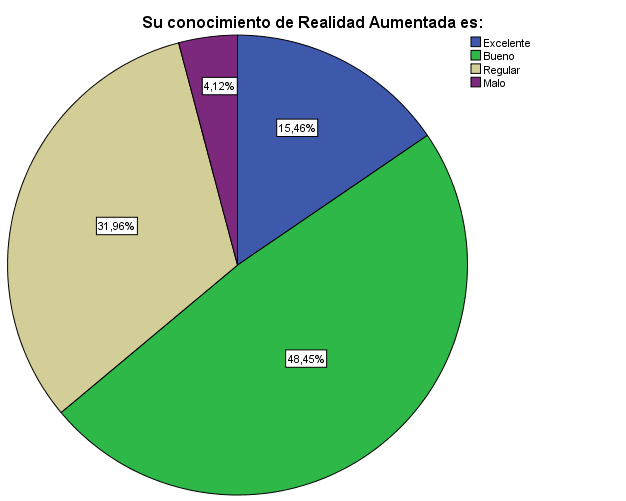 Su conocimiento de Realidad Aumentada es:
Excelente
Bueno
Regular
Malo
4,12%
15,46%
31,96%
48,45%